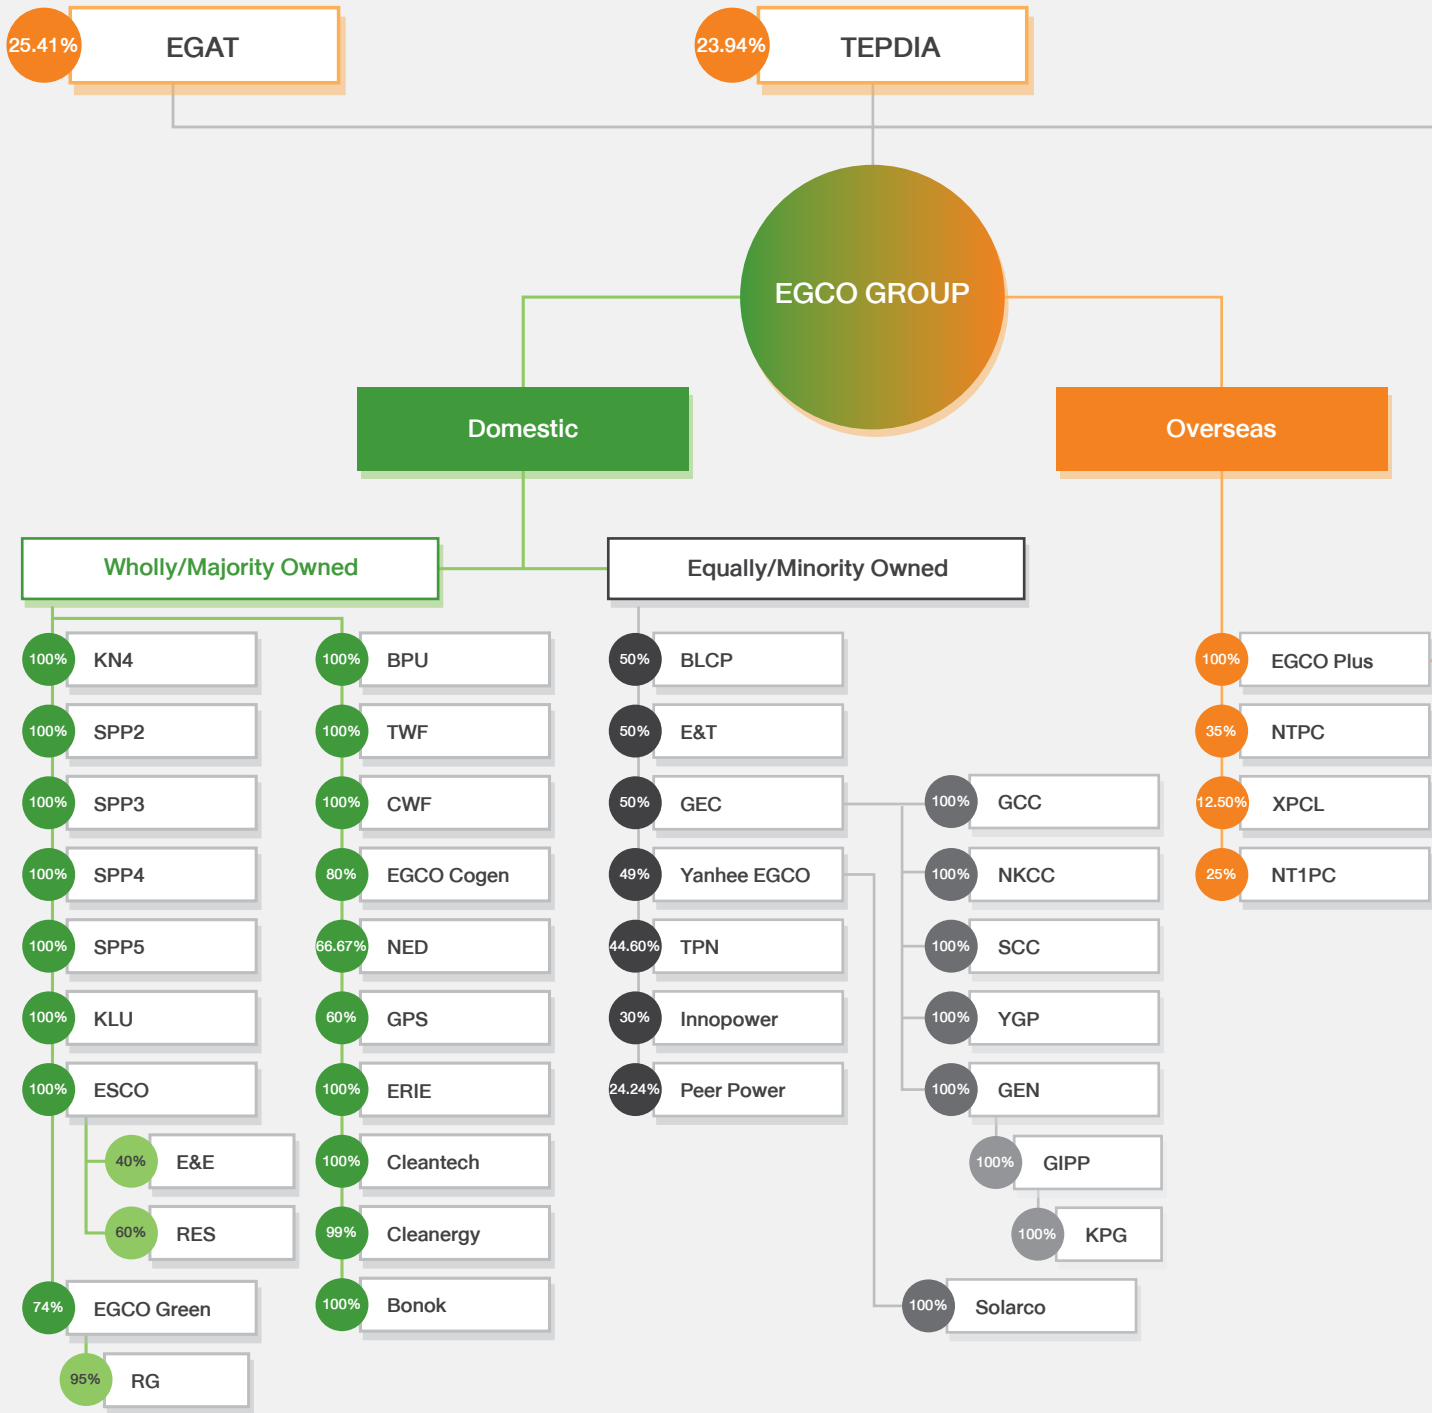 25.41%
EGAT
23.94%
TEPDIA
EGCO GROUP
Domestic
Overseas
Wholly/Majority Owned
Equally/Minority Owned
100%
KN4
100%
SPP2
100%
SPP3
100%
SPP4
100%
SPP5
100%
KLU
100%
ESCO
40%
E&E
60%
RES
74%
EGCO Green
95%
RG
100%
BPU
100%
TWF
100%
CWF
80%
EGCO Cogen
66.67%
NED
60%
GPS
100%
ERIE
100%
Cleantech
99%
Cleanergy
100%
Bonok
50%
BLCP
50%
E&T
50%
GEC
49%
Yanhee EGCO
44.60%
TPN
30%
Innopower
24.24%
Peer Power
100%
GCC
100%
NKCC
100%
SCC
100%
YGP
100%
GEN
100%
GIPP
100%
KPG
100%
Solarco
100%
EGCO Plus
35%
NTPC
12.50%
XPCL
25%
NT1PC